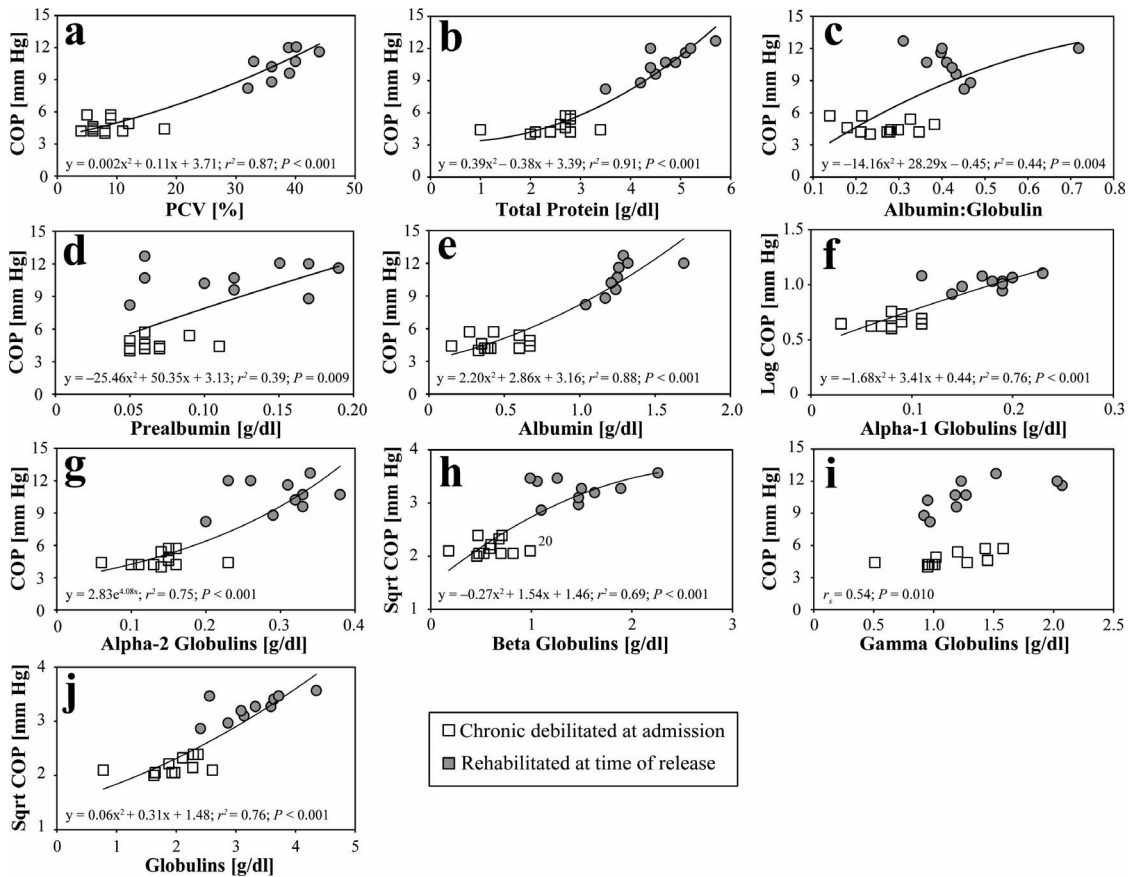 a
COP [mm Hg]
15
12
9
6
3
0
y = 0.002x² + 0.11x + 3.71; r² = 0.87; P < 0.001
0 10 20 30 40 50
PCV [%]
b
COP [mm Hg]
15
12
9
6
3
0
y = 0.39x² – 0.38x + 3.39; r² = 0.91; P < 0.001
0 1 2 3 4 5 6
Total Protein [g/dl]
c
COP [mm Hg]
15
12
9
6
3
0
y = –14.16x² + 28.29x – 0.45; r² = 0.44; P = 0.004
0.1 0.2 0.3 0.4 0.5 0.6 0.7 0.8
Albumin:Globulin
d
COP [mm Hg]
15
12
9
6
3
0
y = –25.46x² + 50.35x + 3.13; r² = 0.39; P = 0.009
0.00 0.05 0.10 0.15 0.20
Prealbumin [g/dl]
e
COP [mm Hg]
15
12
9
6
3
0
y = 2.20x² + 2.86x + 3.16; r² = 0.88; P < 0.001
0.0 0.5 1.0 1.5 2.0
Albumin [g/dl]
f
Log COP [mm Hg]
1.5
1.0
0.5
0.0
y = –1.68x² + 3.41x + 0.44; r² = 0.76; P < 0.001
0.0 0.1 0.2 0.3
Alpha-1 Globulins [g/dl]
g
COP [mm Hg]
15
12
9
6
3
0
y = 2.83e⁴·⁰⁸ˣ; r² = 0.75; P < 0.001
0.0 0.1 0.2 0.3 0.4
Alpha-2 Globulins [g/dl]
h
Sqrt COP [mm Hg]
4
3
2
1
20
y = –0.27x² + 1.54x + 1.46; r² = 0.69; P < 0.001
0 1 2 3
Beta Globulins [g/dl]
i
COP [mm Hg]
15
12
9
6
3
0
rₛ = 0.54; P = 0.010
0.0 0.5 1.0 1.5 2.0 2.5
Gamma Globulins [g/dl]
j
Sqrt COP [mm Hg]
4
3
2
1
y = 0.06x² + 0.31x + 1.48; r² = 0.76; P < 0.001
0 1 2 3 4 5
Globulins [g/dl]
Chronic debilitated at admission
Rehabilitated at time of release